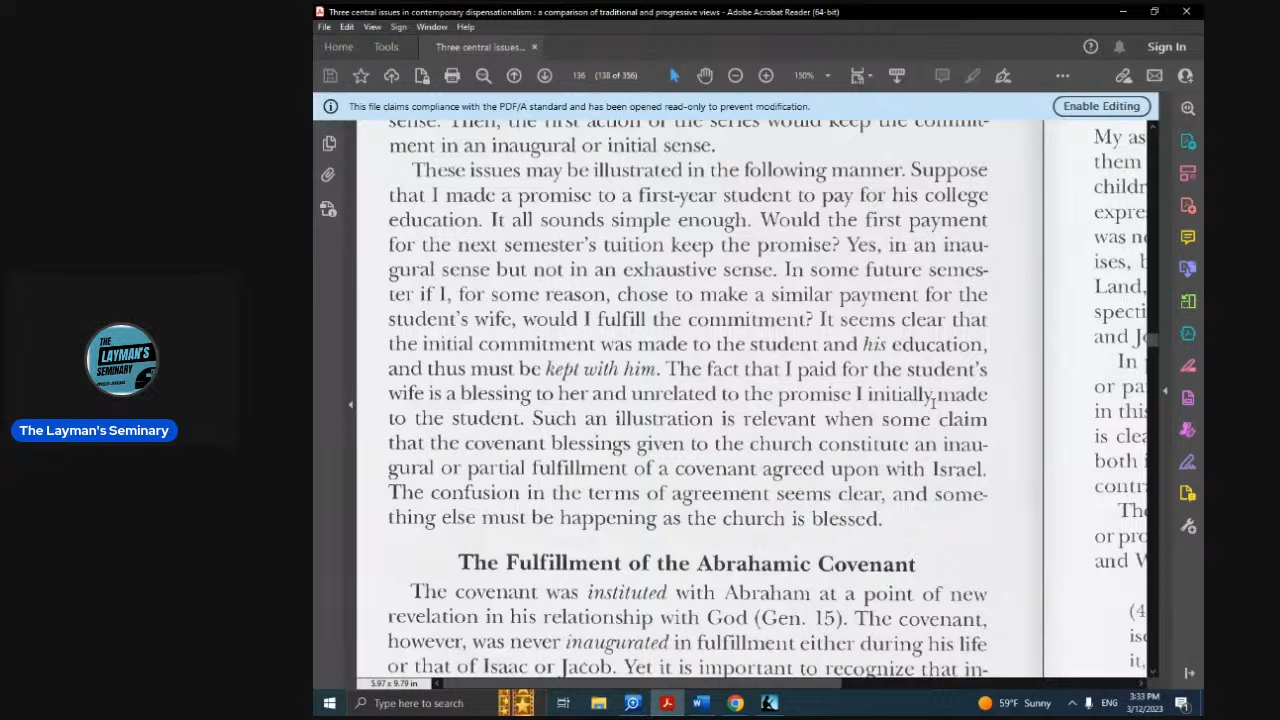 Three central issues in contemporary dispensationalism : a comparison of traditional and progressive views - Adobe Acrobat Reader (64-bit)
File Edit View Sign Window Help
Home Tools Three central issues... × Sign In
136 (138 of 356) 150%
This file claims compliance with the PDF/A standard and has been opened read-only to prevent modification. Enable Editing
sense. Then, the first action of the series would keep the commit-
ment in an inaugural or initial sense.
These issues may be illustrated in the following manner. Suppose
that I made a promise to a first-year student to pay for his college
education. It all sounds simple enough. Would the first payment
for the next semester's tuition keep the promise? Yes, in an inau-
gural sense but not in an exhaustive sense. In some future semes-
ter if I, for some reason, chose to make a similar payment for the
student's wife, would I fulfill the commitment? It seems clear that
the initial commitment was made to the student and his education,
and thus must be kept with him. The fact that I paid for the student's
wife is a blessing to her and unrelated to the promise I initially made
to the student. Such an illustration is relevant when some claim
that the covenant blessings given to the church constitute an inau-
gural or partial fulfillment of a covenant agreed upon with Israel.
The confusion in the terms of agreement seems clear, and some-
thing else must be happening as the church is blessed.
The Fulfillment of the Abrahamic Covenant
The covenant was instituted with Abraham at a point of new
revelation in his relationship with God (Gen. 15). The covenant,
however, was never inaugurated in fulfillment either during his life
or that of Isaac or Jacob. Yet it is important to recognize that in-
My as
them
childr
expre
was no
ises, b
Land,
specti
and Je
In
or pa
in this
is clea
both i
contra
The
or pro
and W
(4
ise
it,
5.97 x 9.79 in
THE
LAYMAN'S
SEMINARY
The Layman's Seminary
Type here to search
59°F Sunny
ENG
3:33 PM
3/12/2023